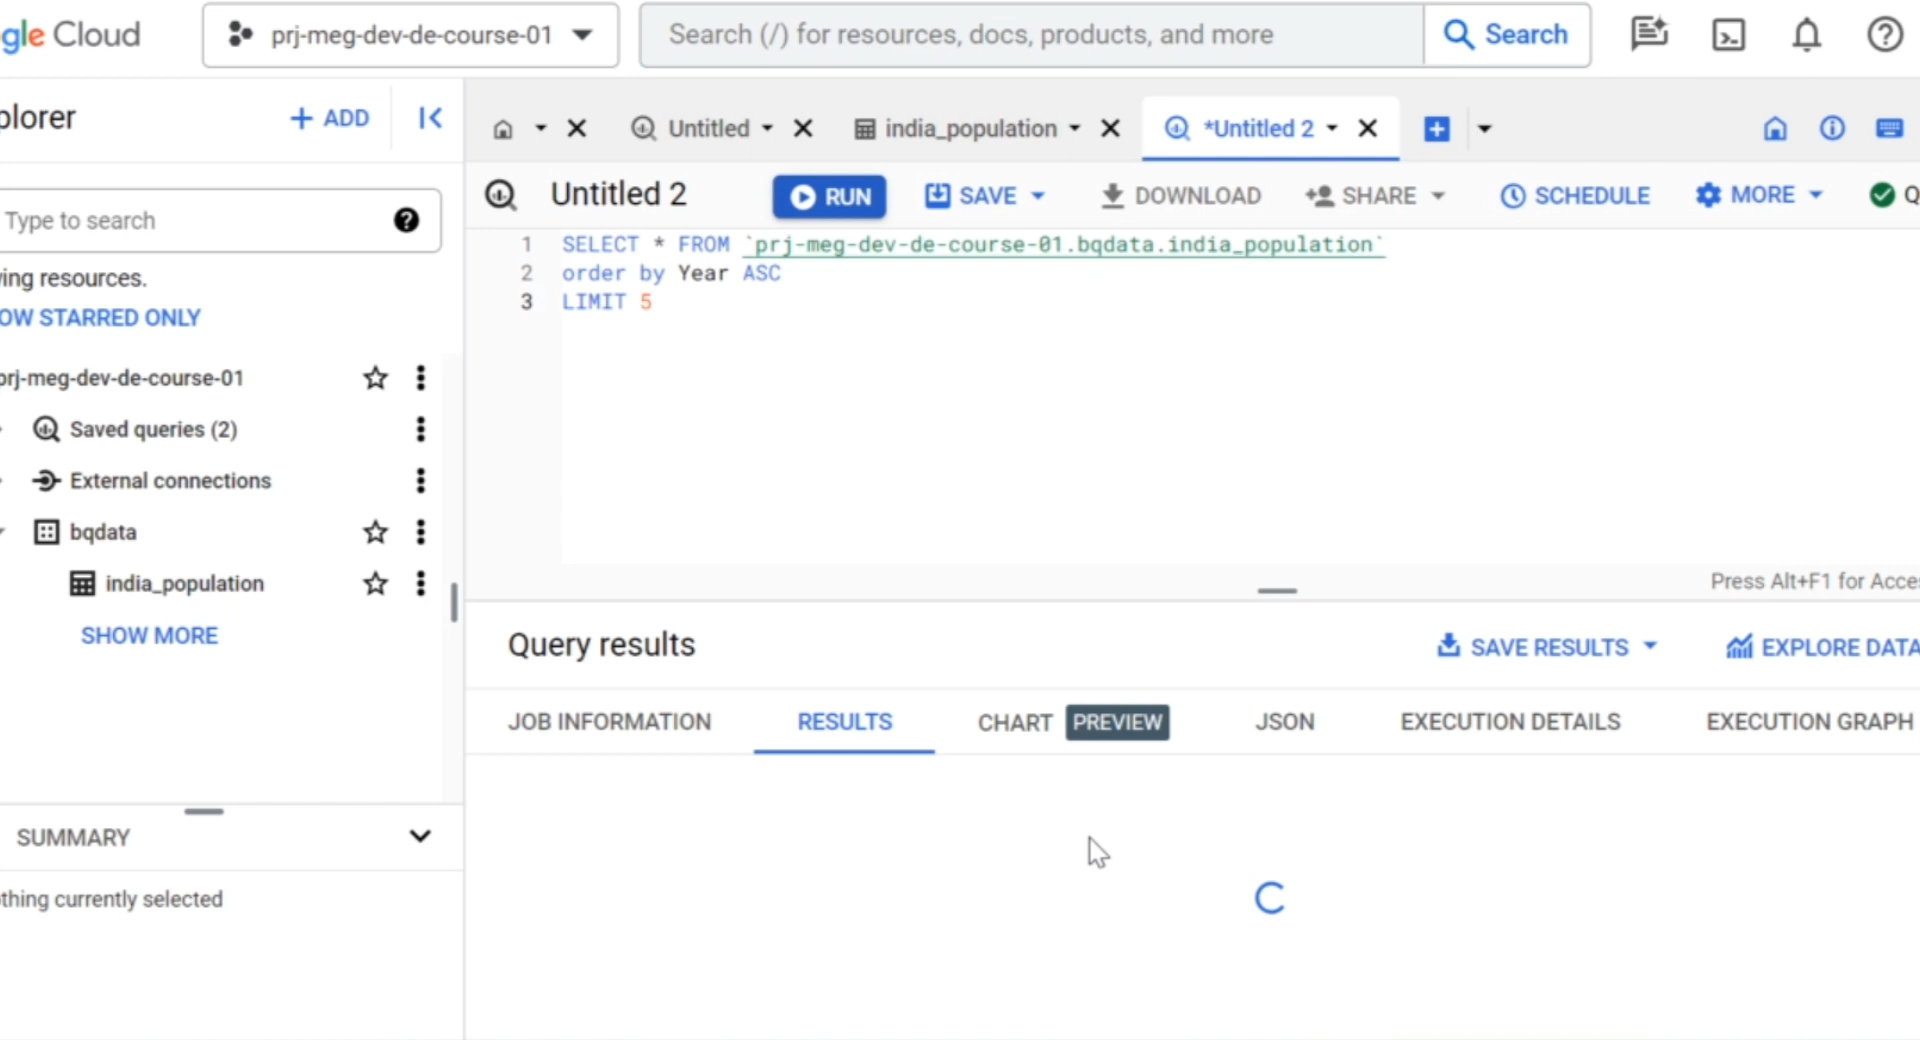 gle Cloud
prj-meg-dev-de-course-01
Search (/) for resources, docs, products, and more
Search
plorer
ADD
Untitled
india_population
*Untitled 2
Type to search
Untitled 2
RUN
SAVE
DOWNLOAD
SHARE
SCHEDULE
MORE
Q
1 SELECT * FROM `prj-meg-dev-de-course-01.bqdata.india_population`
2 order by Year ASC
3 LIMIT 5
ing resources.
OW STARRED ONLY
prj-meg-dev-de-course-01
Saved queries (2)
External connections
bqdata
india_population
SHOW MORE
Press Alt+F1 for Acce
Query results
SAVE RESULTS
EXPLORE DATA
JOB INFORMATION
RESULTS
CHART PREVIEW
JSON
EXECUTION DETAILS
EXECUTION GRAPH
SUMMARY
thing currently selected